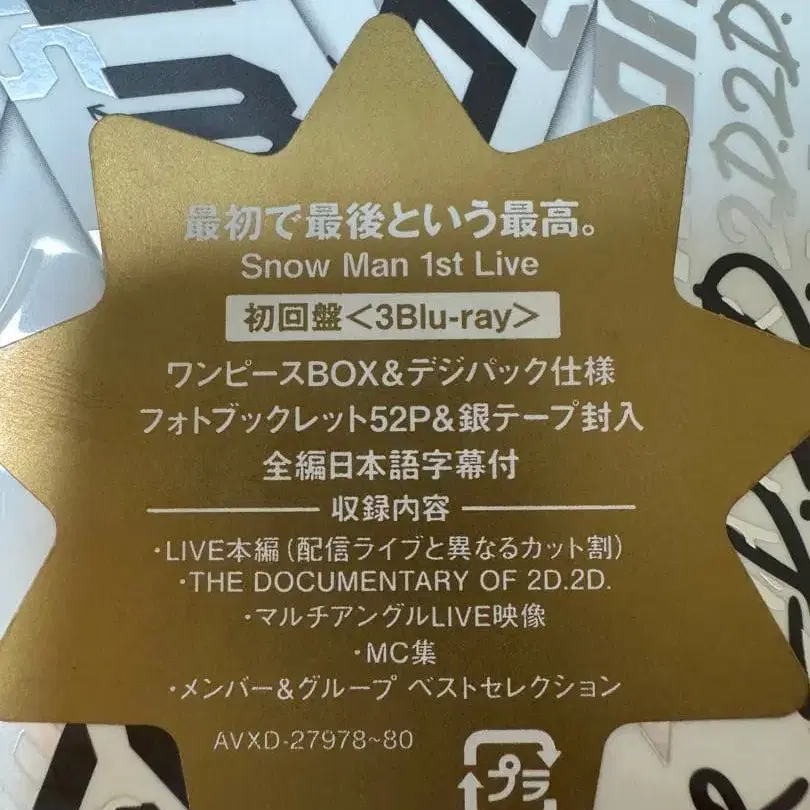 2D.2D.
最初で最後という最高。
Snow Man 1st Live
初回盤<3Blu-ray>
ワンピースBOX&デジパック仕様
フォトブックレット52P&銀テープ封入
全編日本語字幕付
収録内容
・LIVE本編(配信ライブと異なるカット割)
・THE DOCUMENTARY OF 2D.2D.
・マルチアングルLIVE映像
・MC集
・メンバー&グループ ベストセレクション
AVXD-27978~80
プラ